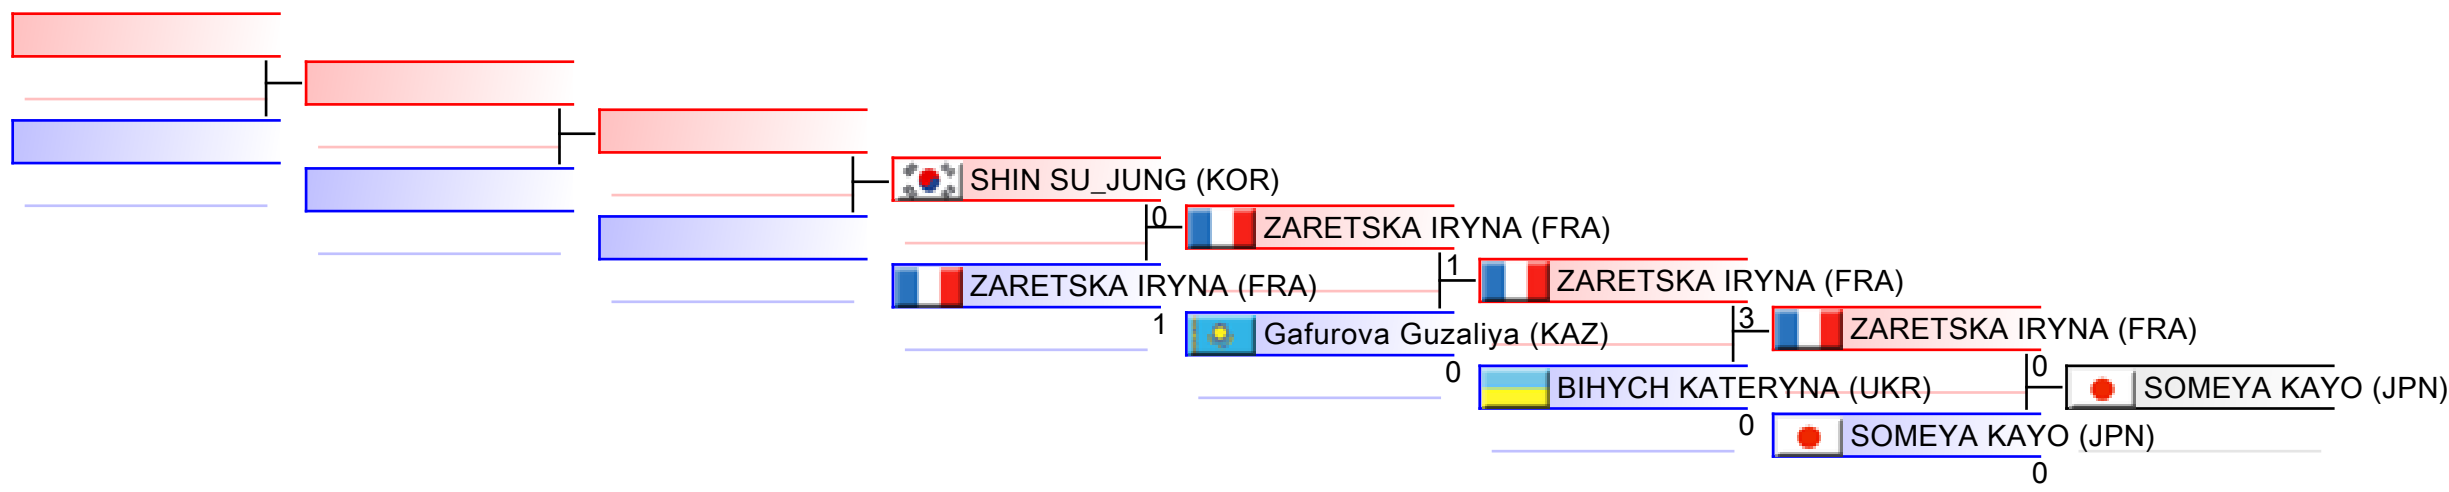 SHIN SU_JUNG (KOR)
0
ZARETSKA IRYNA (FRA)
ZARETSKA IRYNA (FRA)
1
1
ZARETSKA IRYNA (FRA)
Gafurova Guzaliya (KAZ)
0
3
ZARETSKA IRYNA (FRA)
BIHYCH KATERYNA (UKR)
0
0
SOMEYA KAYO (JPN)
SOMEYA KAYO (JPN)
0